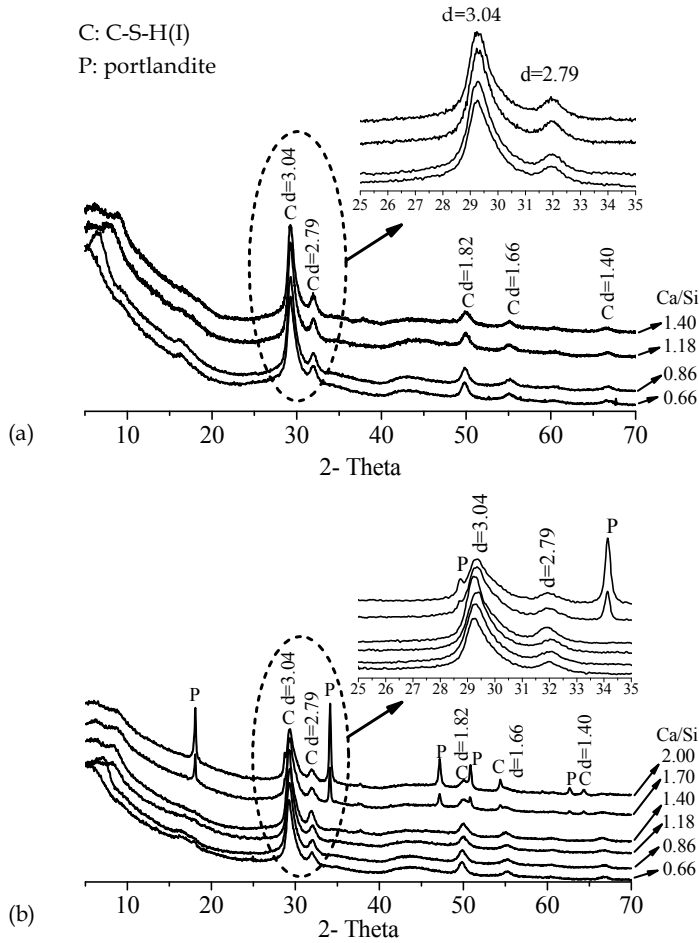 C: C-S-H(I)
P: portlandite
d=3.04
d=2.79
25 26 27 28 29 30 31 32 33 34 35
C d=3.04
C d=2.79
C d=1.82
C d=1.66
C d=1.40
Ca/Si
1.40
1.18
0.86
0.66
10 20 30 40 50 60 70
(a)
2- Theta
P
d=3.04
d=2.79
P
25 26 27 28 29 30 31 32 33 34 35
P
C d=3.04
C d=2.79
P
P
C d=1.82
P
C d=1.66
P
C d=1.40
Ca/Si
2.00
1.70
1.40
1.18
0.86
0.66
10 20 30 40 50 60 70
(b)
2- Theta